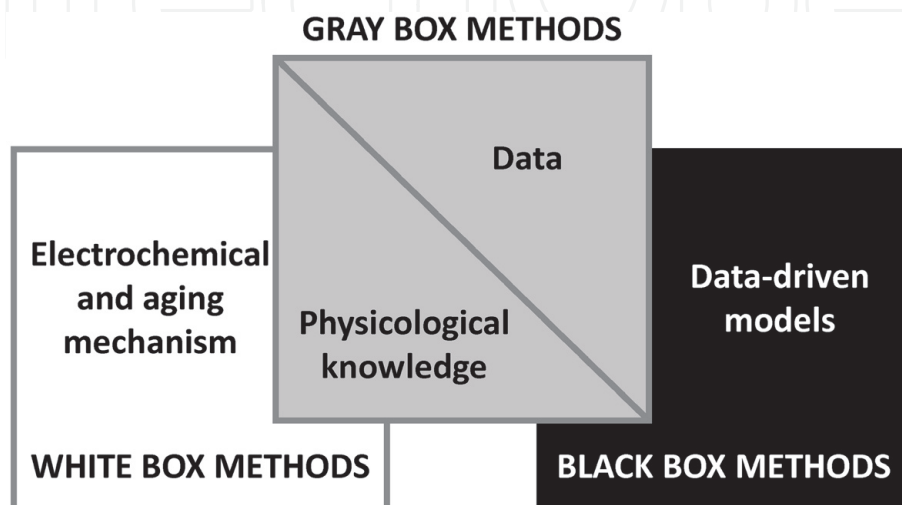 GRAY BOX METHODS
Data
Electrochemical
and aging
mechanism
Physicological
knowledge
Data-driven
models
WHITE BOX METHODS
BLACK BOX METHODS